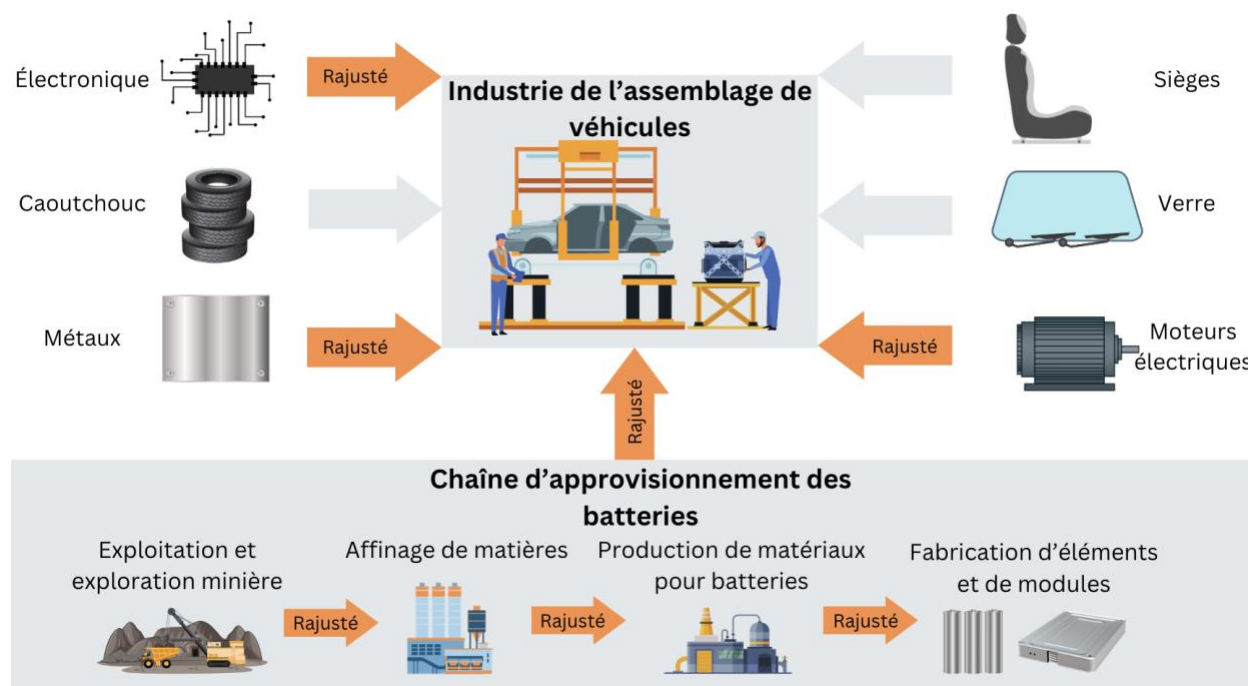 Électronique
Rajusté
Industrie de l’assemblage de
véhicules
Sièges
Caoutchouc
Verre
Métaux
Rajusté
Rajusté
Moteurs
électriques
Rajusté
Chaîne d’approvisionnement des
batteries
Exploitation et
exploration minière
Rajusté
Affinage de matières
Rajusté
Production de matériaux
pour batteries
Rajusté
Fabrication d’éléments
et de modules